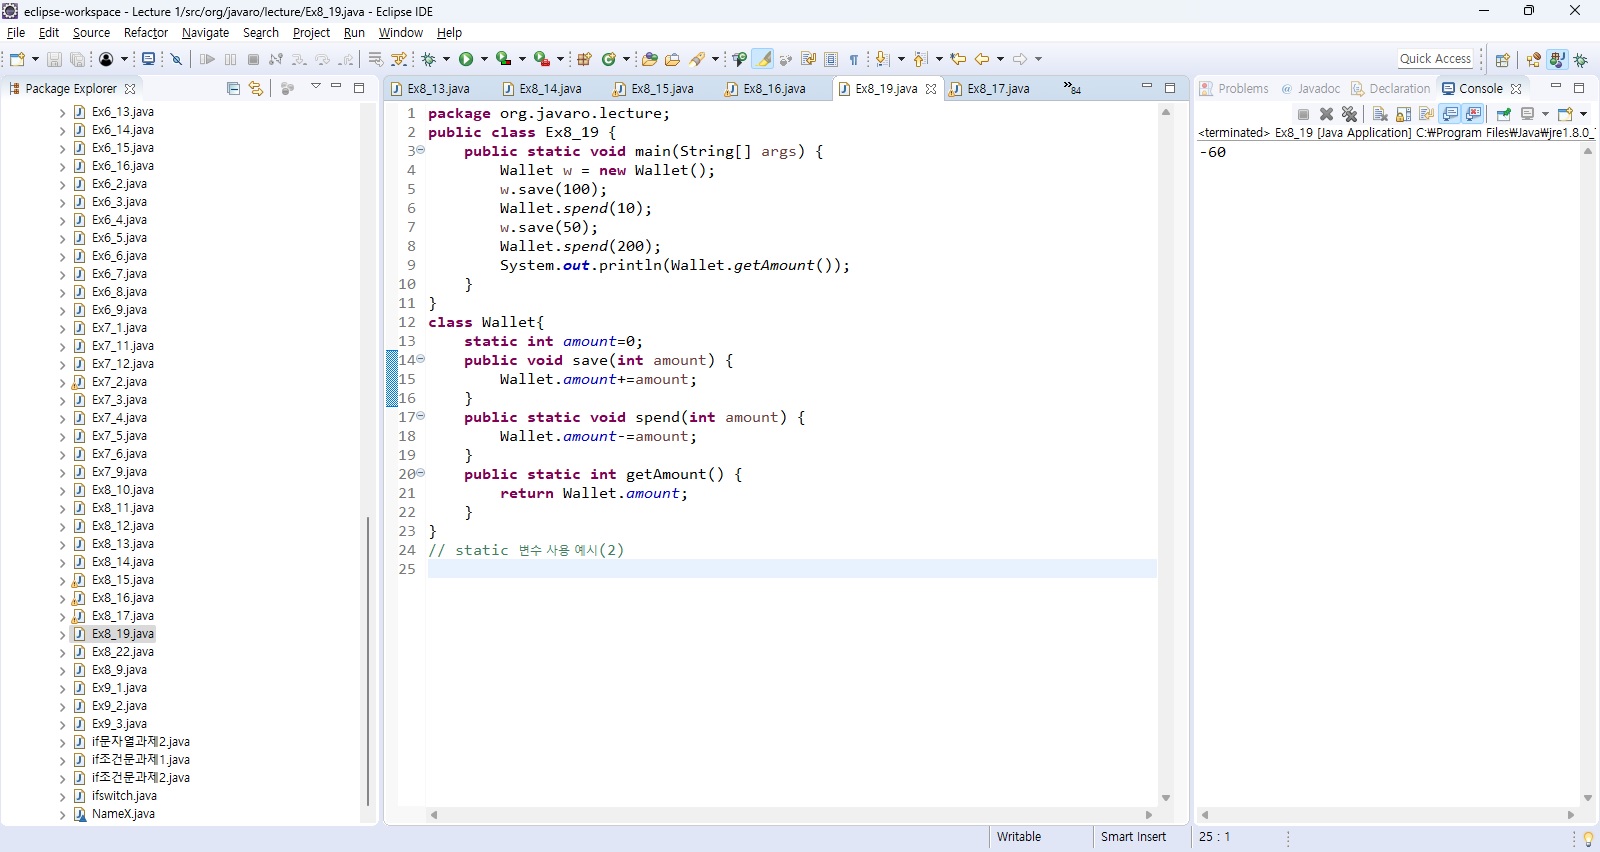 eclipse-workspace - Lecture 1/src/org/javaro/lecture/Ex8_19.java - Eclipse IDE
File Edit Source Refactor Navigate Search Project Run Window Help
Quick Access
Package Explorer
Ex6_13.java
Ex6_14.java
Ex6_15.java
Ex6_16.java
Ex6_2.java
Ex6_3.java
Ex6_4.java
Ex6_5.java
Ex6_6.java
Ex6_7.java
Ex6_8.java
Ex6_9.java
Ex7_1.java
Ex7_11.java
Ex7_12.java
Ex7_2.java
Ex7_3.java
Ex7_4.java
Ex7_5.java
Ex7_6.java
Ex7_9.java
Ex8_10.java
Ex8_11.java
Ex8_12.java
Ex8_13.java
Ex8_14.java
Ex8_15.java
Ex8_16.java
Ex8_17.java
Ex8_19.java
Ex8_22.java
Ex8_9.java
Ex9_1.java
Ex9_2.java
Ex9_3.java
if문자열과제2.java
if조건문과제1.java
if조건문과제2.java
ifswitch.java
NameX.java
Ex8_13.java Ex8_14.java Ex8_15.java Ex8_16.java Ex8_19.java Ex8_17.java »84
1 package org.javaro.lecture;
2 public class Ex8_19 {
3 public static void main(String[] args) {
4 Wallet w = new Wallet();
5 w.save(100);
6 Wallet.spend(10);
7 w.save(50);
8 Wallet.spend(200);
9 System.out.println(Wallet.getAmount());
10 }
11 }
12 class Wallet{
13 static int amount=0;
14 public void save(int amount) {
15 Wallet.amount+=amount;
16 }
17 public static void spend(int amount) {
18 Wallet.amount-=amount;
19 }
20 public static int getAmount() {
21 return Wallet.amount;
22 }
23 }
24 // static 변수 사용 예시(2)
25
Problems @ Javadoc Declaration Console
<terminated> Ex8_19 [Java Application] C:₩Program Files₩Java₩jre1.8.0_
-60
Writable Smart Insert 25 : 1